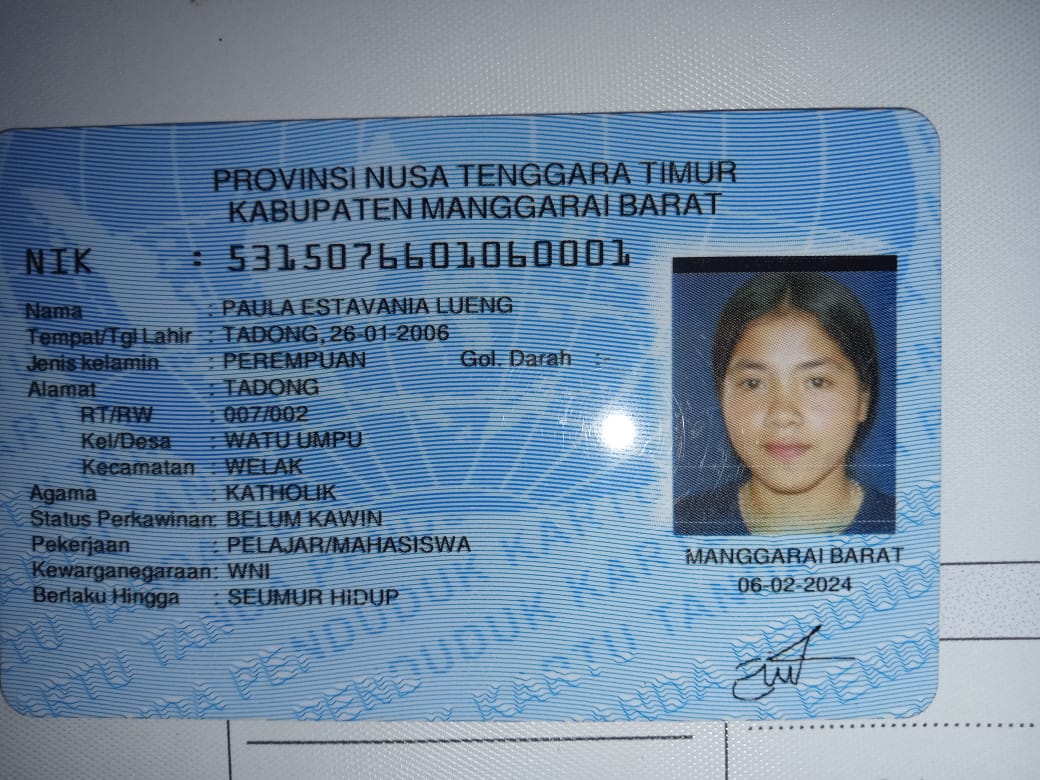 PROVINSI NUSA TENGGARA TIMUR
KABUPATEN MANGGARAI BARAT
NIK : 5315076601060001
Nama : PAULA ESTAVANIA LUENG
Tempat/Tgl Lahir : TADONG, 26-01-2006
Jenis kelamin : PEREMPUAN Gol. Darah :-
Alamat : TADONG
RT/RW : 007/002
Kel/Desa : WATU UMPU
Kecamatan : WELAK
Agama : KATHOLIK
Status Perkawinan: BELUM KAWIN
Pekerjaan : PELAJAR/MAHASISWA
Kewarganegaraan: WNI
Berlaku Hingga : SEUMUR HIDUP
MANGGARAI BARAT
06-02-2024